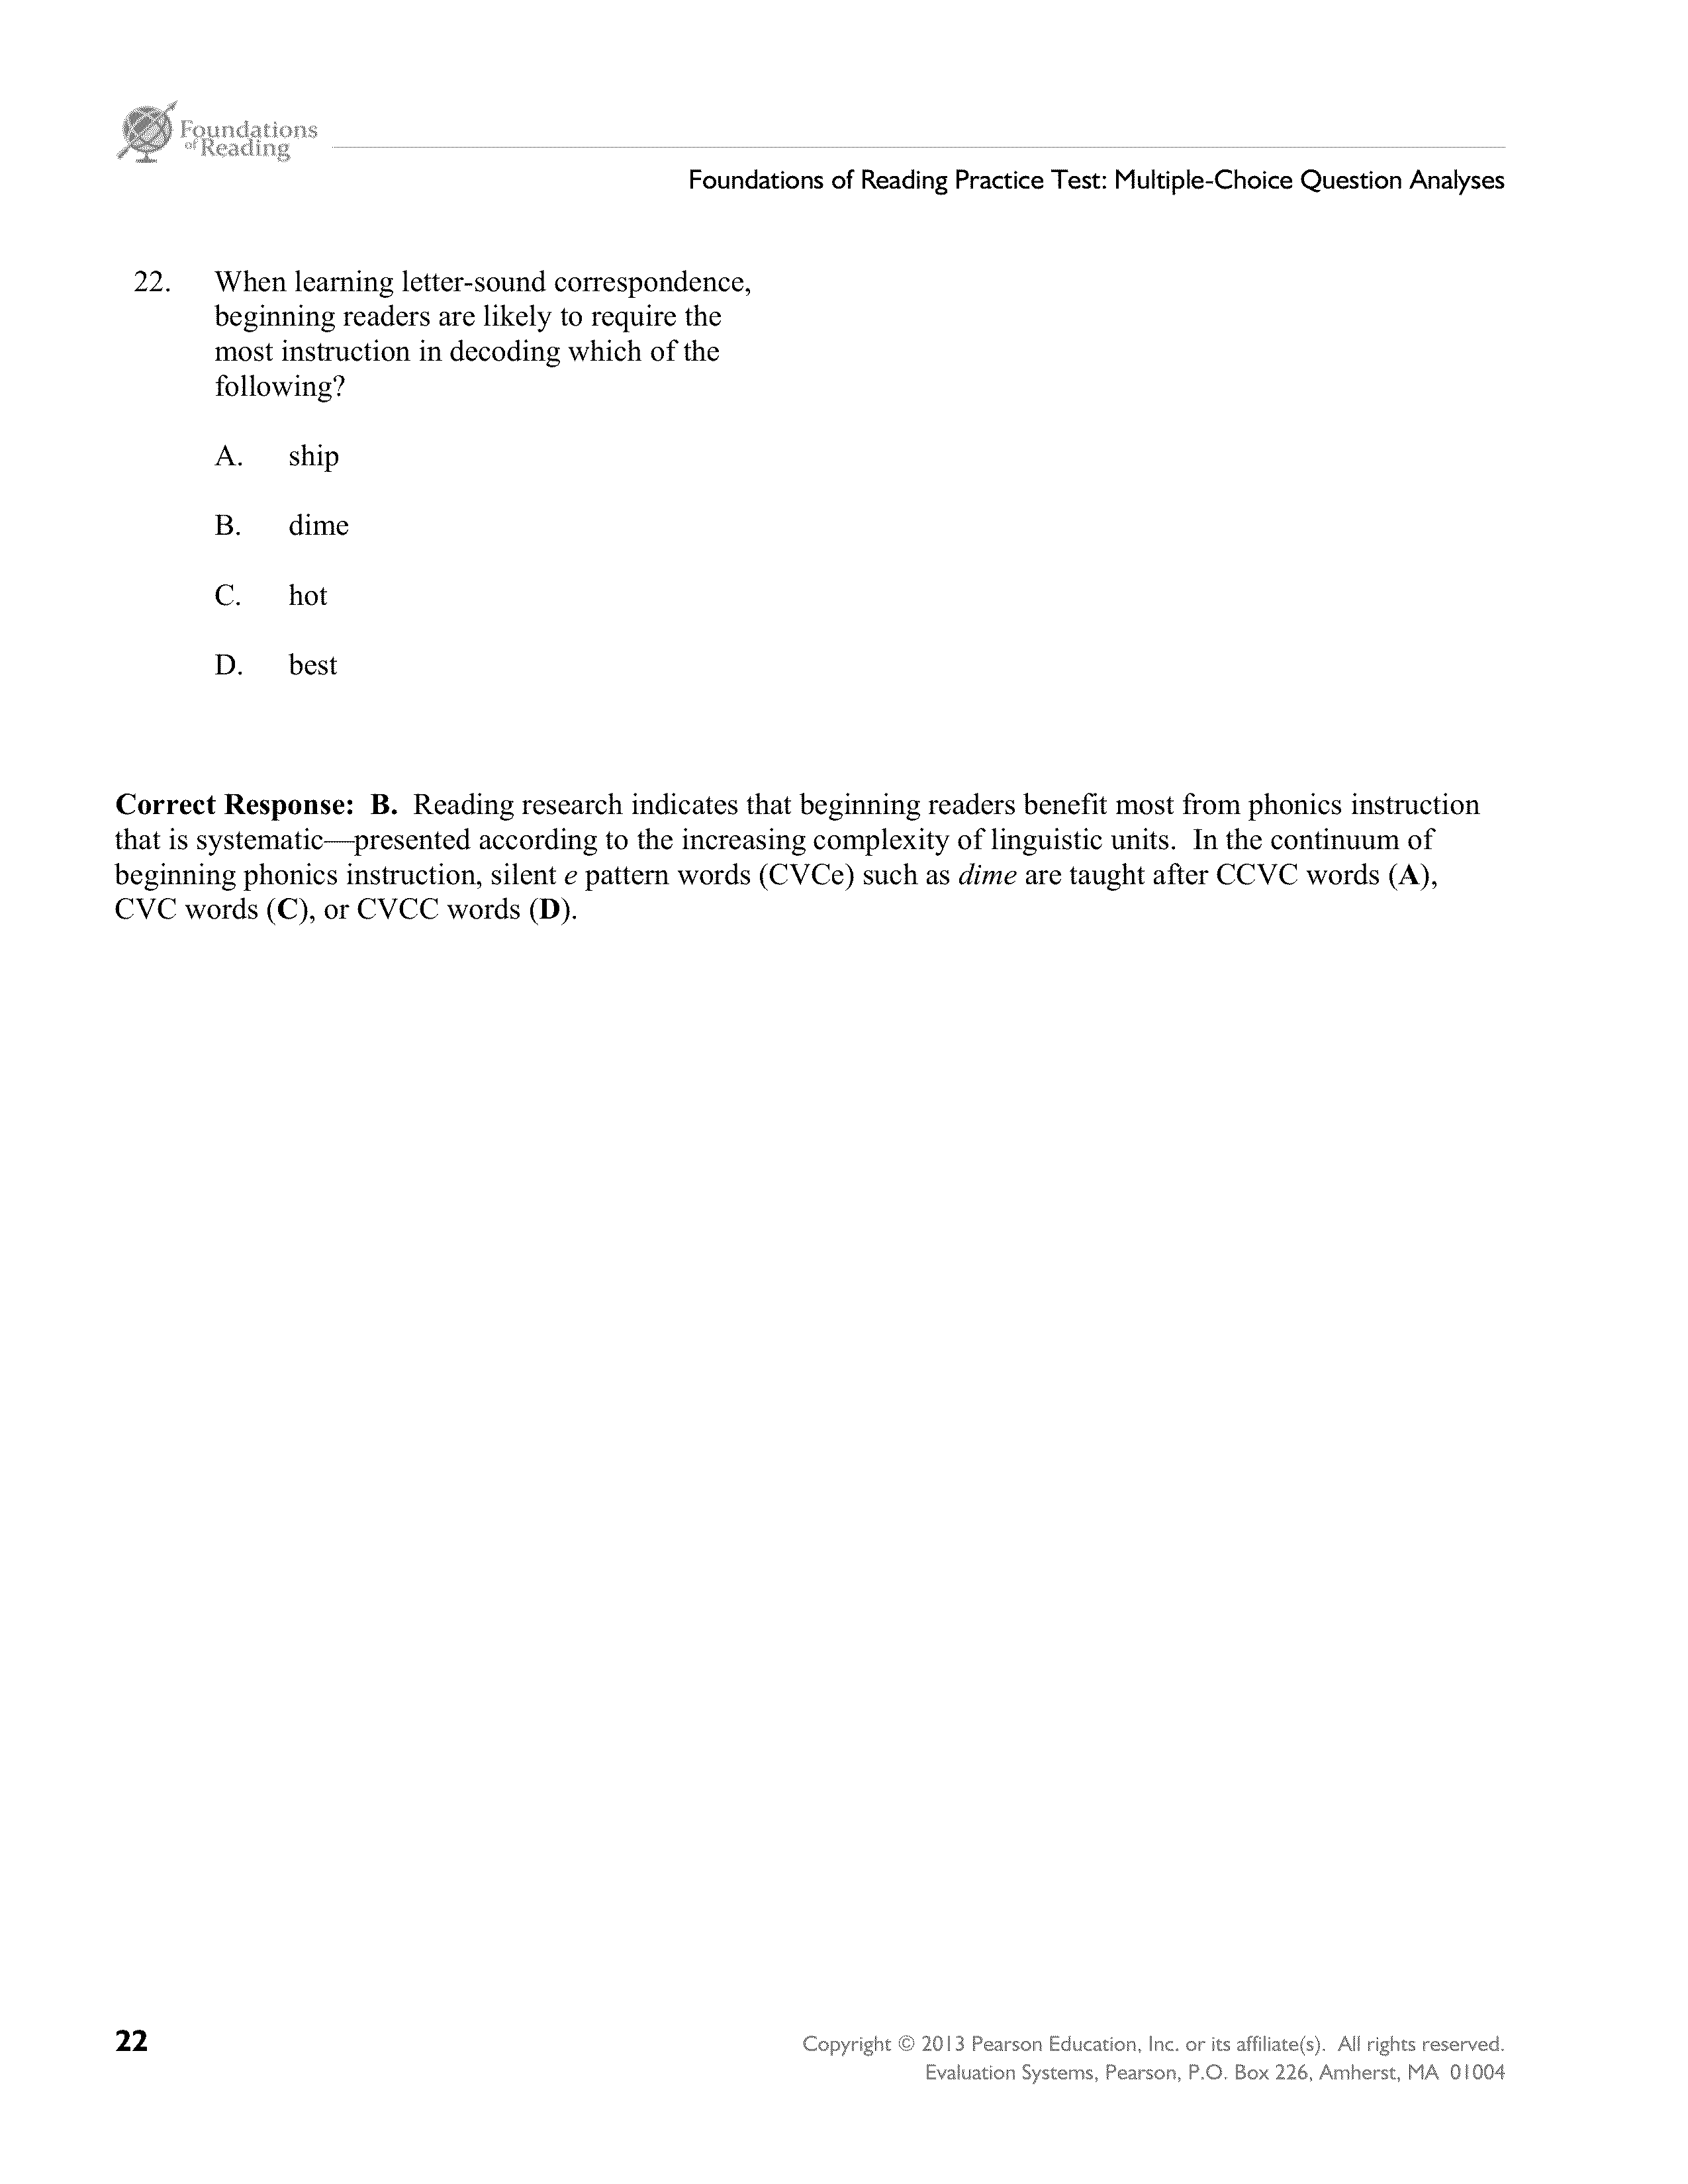 Foundations
of Reading
Foundations of Reading Practice Test: Multiple-Choice Question Analyses
22. When learning letter-sound correspondence,
beginning readers are likely to require the
most instruction in decoding which of the
following?
A. ship
B. dime
C. hot
D. best
Correct Response: B. Reading research indicates that beginning readers benefit most from phonics instruction
that is systematic—presented according to the increasing complexity of linguistic units. In the continuum of
beginning phonics instruction, silent e pattern words (CVCe) such as dime are taught after CCVC words (A),
CVC words (C), or CVCC words (D).
22
Copyright © 2013 Pearson Education, Inc. or its affiliate(s). All rights reserved.
Evaluation Systems, Pearson, P.O. Box 226, Amherst, MA 01004